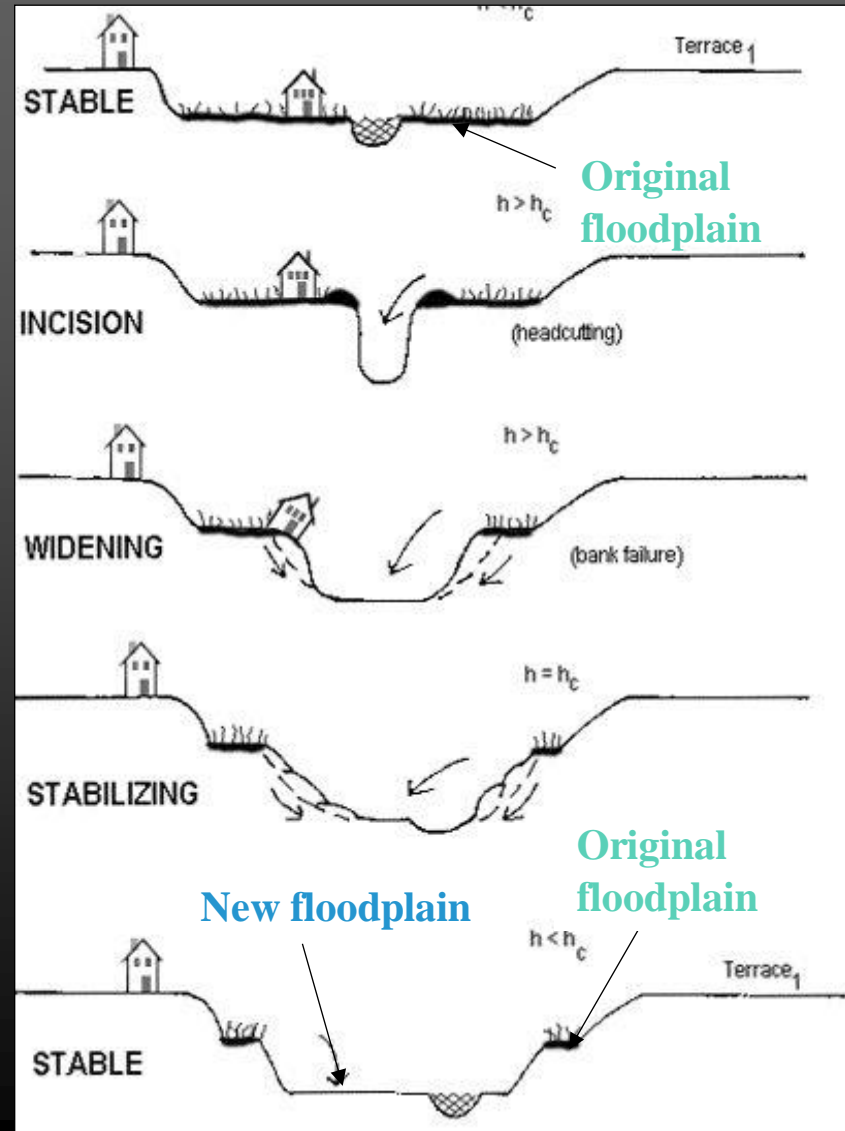 h < hc
Terrace 1
STABLE
Original
floodplain
h > hc
INCISION
(headcutting)
h > hc
WIDENING
(bank failure)
h = hc
STABILIZING
Original
floodplain
New floodplain
h < hc
Terrace1
STABLE